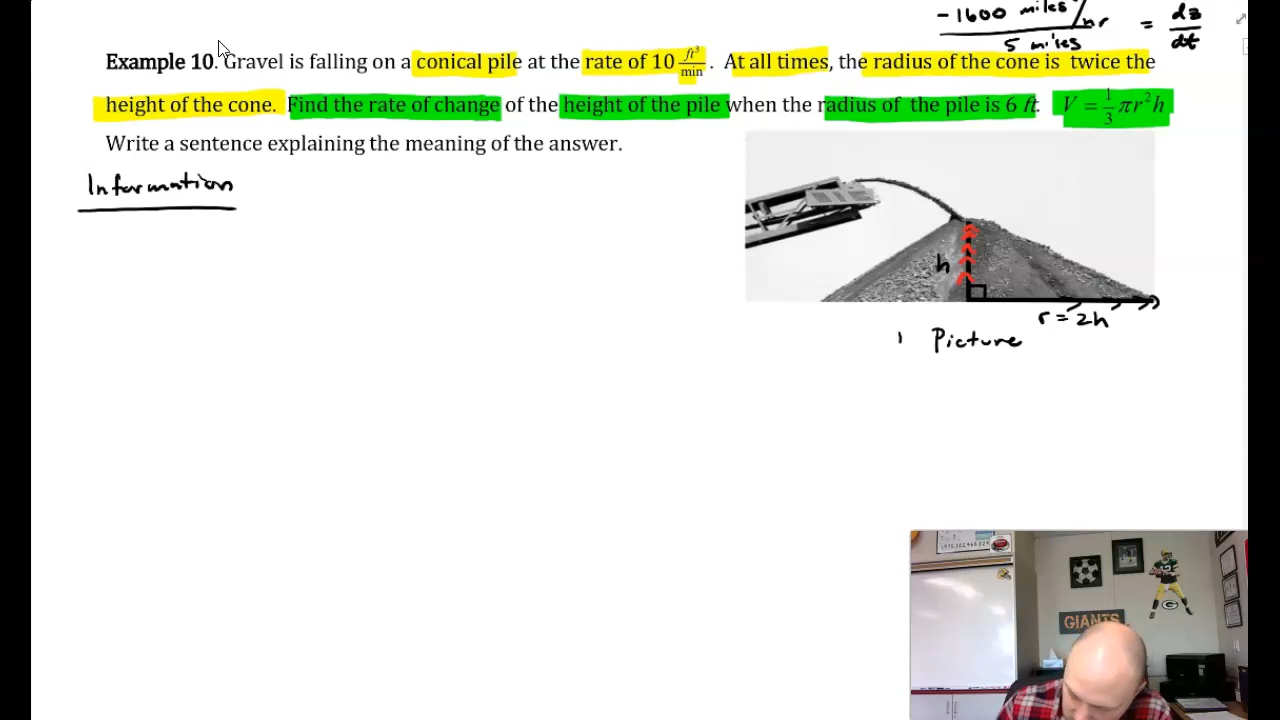 -1600 miles/hr
5 miles
= dz
dt
Example 10. Gravel is falling on a conical pile at the rate of 10 ft³/min. At all times, the radius of the cone is twice the
height of the cone. Find the rate of change of the height of the pile when the radius of the pile is 6 ft. V = 1/3 πr²h
Write a sentence explaining the meaning of the answer.
Information
h
r = 2h
Picture
GIANTS
12
G